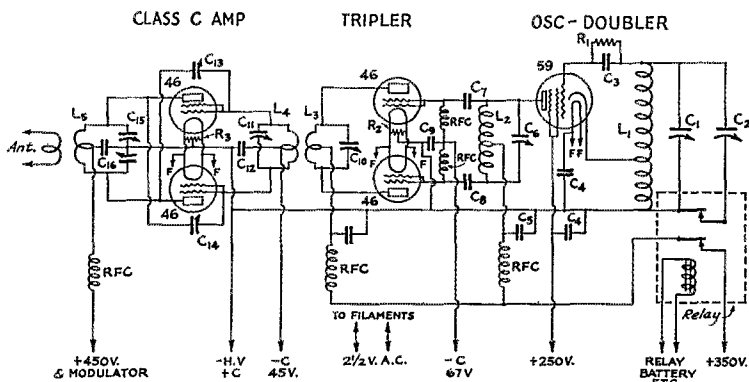 CLASS C AMP
TRIPLER
OSC-DOUBLER
C13
46
L5
C15
C16
Ant.
R3
C11
L4
C12
F
F
46
C14
RFC
L3
C10
46
R2
C9
F
F
46
C7
RFC
RFC
L2
C6
C8
C5
RFC
RFC
59
R1
C3
F F
L1
C4
C4
C1
C2
Relay
TO FILAMENTS
+450V.
& MODULATOR
-H.V
+C
-C
45V.
2½V. A.C.
-C
67V
+250V.
RELAY
BATTERY
+350V.